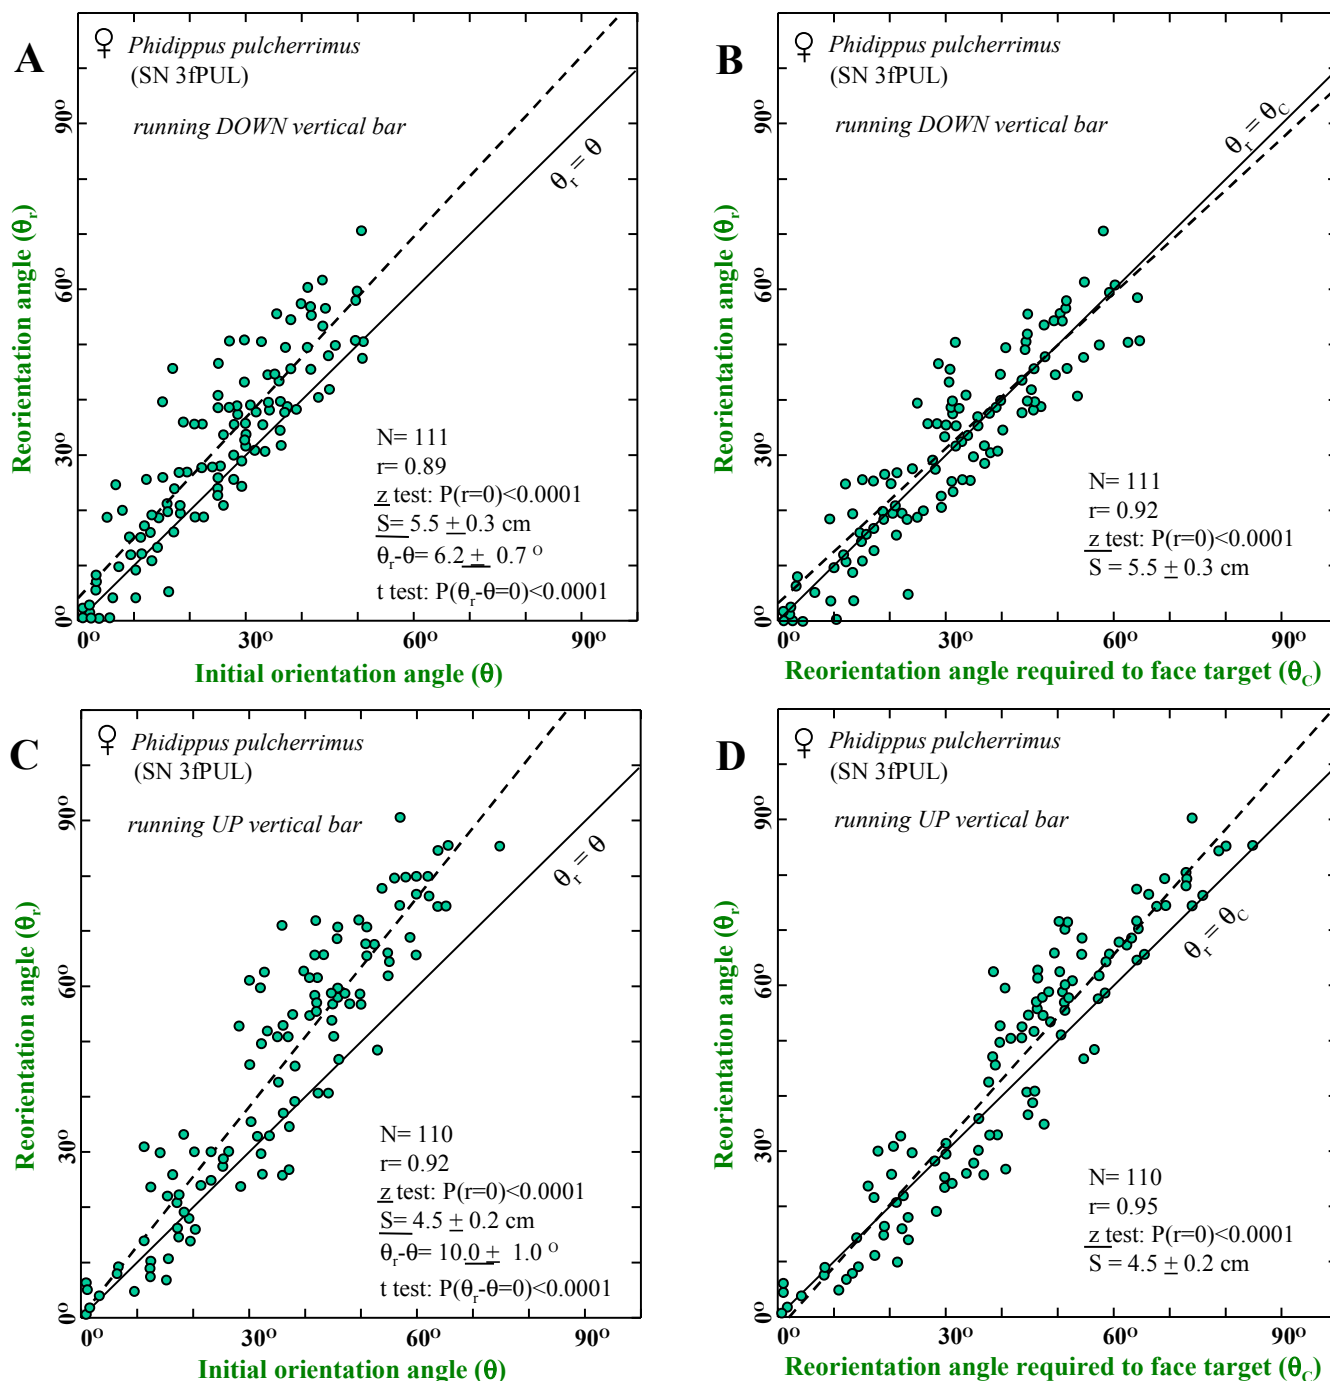 A
♀ Phidippus pulcherrimus
(SN 3fPUL)
running DOWN vertical bar
θr = θ
N= 111
r= 0.89
z test: P(r=0)<0.0001
S= 5.5 ± 0.3 cm
θr-θ= 6.2 ± 0.7 o
t test: P(θr-θ=0)<0.0001
Reorientation angle (θr)
0o 30o 60o 90o
0o 30o 60o 90o
Initial orientation angle (θ)
B
♀ Phidippus pulcherrimus
(SN 3fPUL)
running DOWN vertical bar
θr = θC
N= 111
r= 0.92
z test: P(r=0)<0.0001
S = 5.5 ± 0.3 cm
Reorientation angle (θr)
0o 30o 60o 90o
0o 30o 60o 90o
Reorientation angle required to face target (θC)
C
♀ Phidippus pulcherrimus
(SN 3fPUL)
running UP vertical bar
θr = θ
N= 110
r= 0.92
z test: P(r=0)<0.0001
S= 4.5 ± 0.2 cm
θr-θ= 10.0 ± 1.0 o
t test: P(θr-θ=0)<0.0001
Reorientation angle (θr)
0o 30o 60o 90o
0o 30o 60o 90o
Initial orientation angle (θ)
D
♀ Phidippus pulcherrimus
(SN 3fPUL)
running UP vertical bar
θr = θC
N= 110
r= 0.95
z test: P(r=0)<0.0001
S = 4.5 ± 0.2 cm
Reorientation angle (θr)
0o 30o 60o 90o
0o 30o 60o 90o
Reorientation angle required to face target (θC)